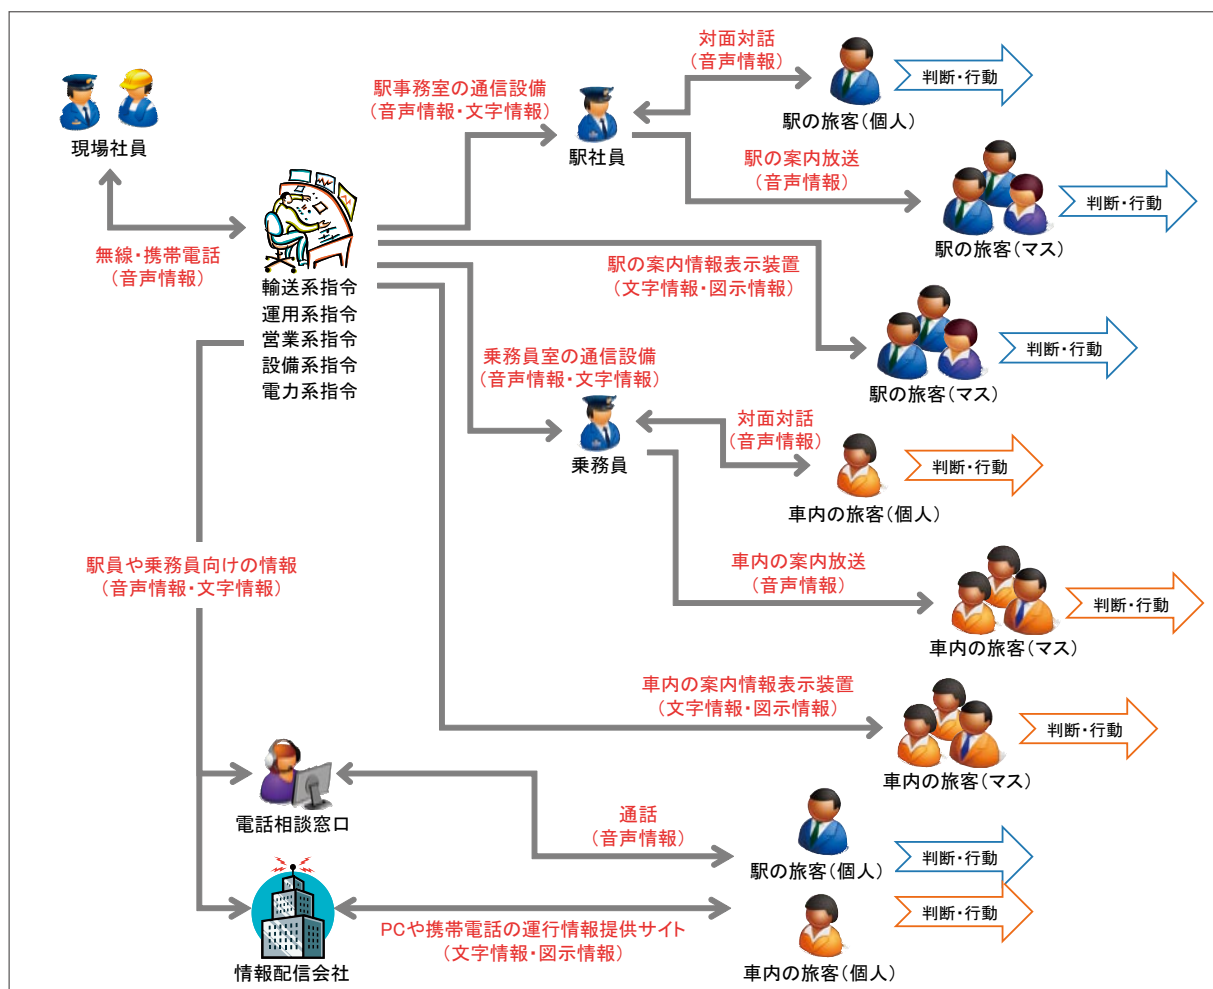 対面対話
（音声情報）
判断・行動
駅の旅客（個人）
現場社員
駅事務室の通信設備
（音声情報・文字情報）
駅社員
駅の案内放送
（音声情報）
判断・行動
駅の旅客（マス）
無線・携帯電話
（音声情報）
輸送系指令
運用系指令
営業系指令
設備系指令
電力系指令
駅の案内情報表示装置
（文字情報・図示情報）
判断・行動
駅の旅客（マス）
乗務員室の通信設備
（音声情報・文字情報）
乗務員
対面対話
（音声情報）
判断・行動
車内の旅客（個人）
駅員や乗務員向けの情報
（音声情報・文字情報）
車内の案内放送
（音声情報）
判断・行動
車内の旅客（マス）
車内の案内情報表示装置
（文字情報・図示情報）
判断・行動
車内の旅客（マス）
電話相談窓口
通話
（音声情報）
駅の旅客（個人）
判断・行動
情報配信会社
PCや携帯電話の運行情報提供サイト
（文字情報・図示情報）
判断・行動
車内の旅客（個人）